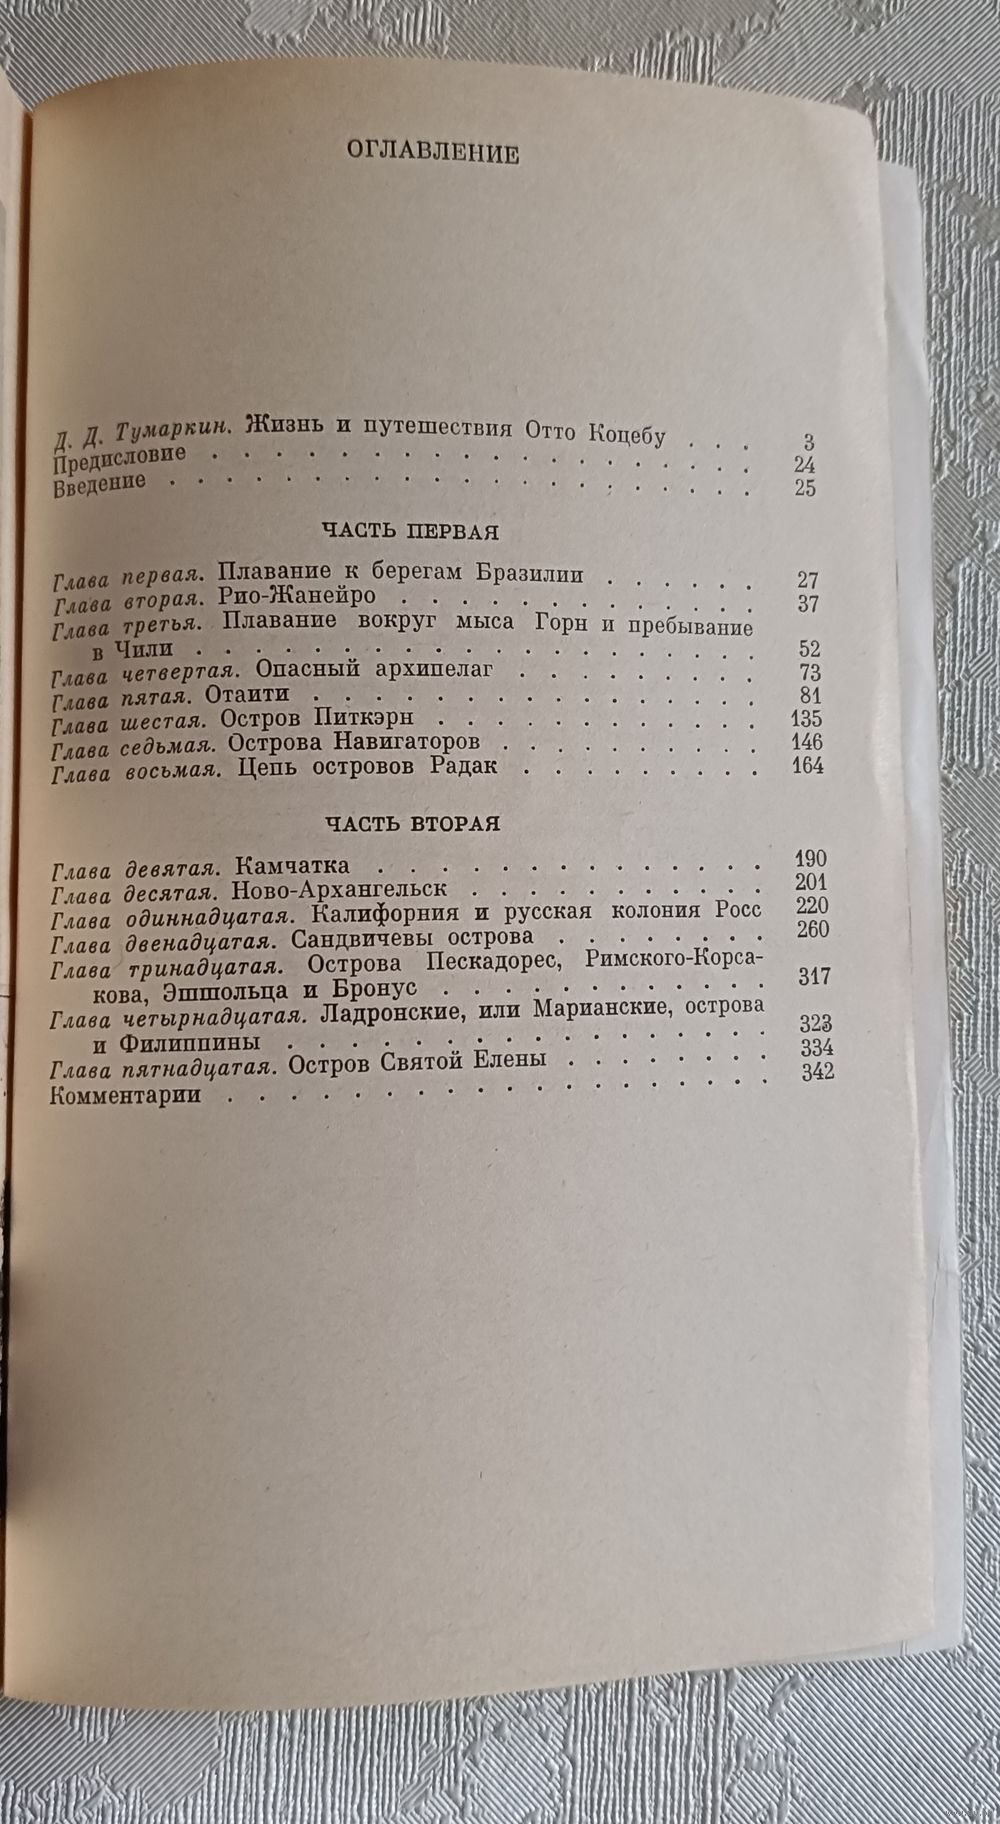 ОГЛАВЛЕНИЕ
Д. Д. Тумаркин. Жизнь и путешествия Отто Коцебу . . . 3
Предисловие . . . . . . . . . . . . . . . . . . 24
Введение . . . . . . . . . . . . . . . . . . . . 25
ЧАСТЬ ПЕРВАЯ
Глава первая. Плавание к берегам Бразилии . . . . . . 27
Глава вторая. Рио-Жанейро . . . . . . . . . . . . . 37
Глава третья. Плавание вокруг мыса Горн и пребывание
в Чили . . . . . . . . . . . . . . . . . . . 52
Глава четвертая. Опасный архипелаг . . . . . . . . . 73
Глава пятая. Отаити . . . . . . . . . . . . . . . . 81
Глава шестая. Остров Питкэрн . . . . . . . . . . . . 135
Глава седьмая. Острова Навигаторов . . . . . . . . . 146
Глава восьмая. Цепь островов Радак . . . . . . . . . 164
ЧАСТЬ ВТОРАЯ
Глава девятая. Камчатка . . . . . . . . . . . . . 190
Глава десятая. Ново-Архангельск . . . . . . . . . . 201
Глава одиннадцатая. Калифорния и русская колония Росс 220
Глава двенадцатая. Сандвичевы острова . . . . . . . . 260
Глава тринадцатая. Острова Пескадорес, Римского-Корса-
кова, Эшшольца и Бронус . . . . . . . . . . . . 317
Глава четырнадцатая. Ладронские, или Марианские, острова
и Филиппины . . . . . . . . . . . . . . . . 323
Глава пятнадцатая. Остров Святой Елены . . . . . . . . 334
Комментарии . . . . . . . . . . . . . . . . . . 342